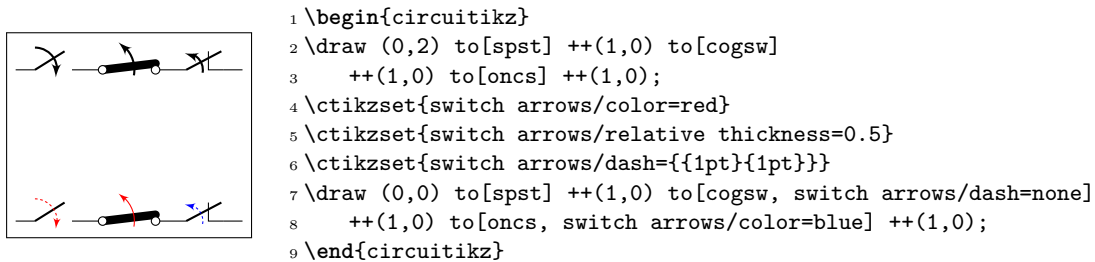 1 \begin{circuitikz}
2 \draw (0,2) to[spst] ++(1,0) to[cogsw]
3     ++(1,0) to[oncs] ++(1,0);
4 \ctikzset{switch arrows/color=red}
5 \ctikzset{switch arrows/relative thickness=0.5}
6 \ctikzset{switch arrows/dash={{1pt}{1pt}}}
7 \draw (0,0) to[spst] ++(1,0) to[cogsw, switch arrows/dash=none]
8     ++(1,0) to[oncs, switch arrows/color=blue] ++(1,0);
9 \end{circuitikz}